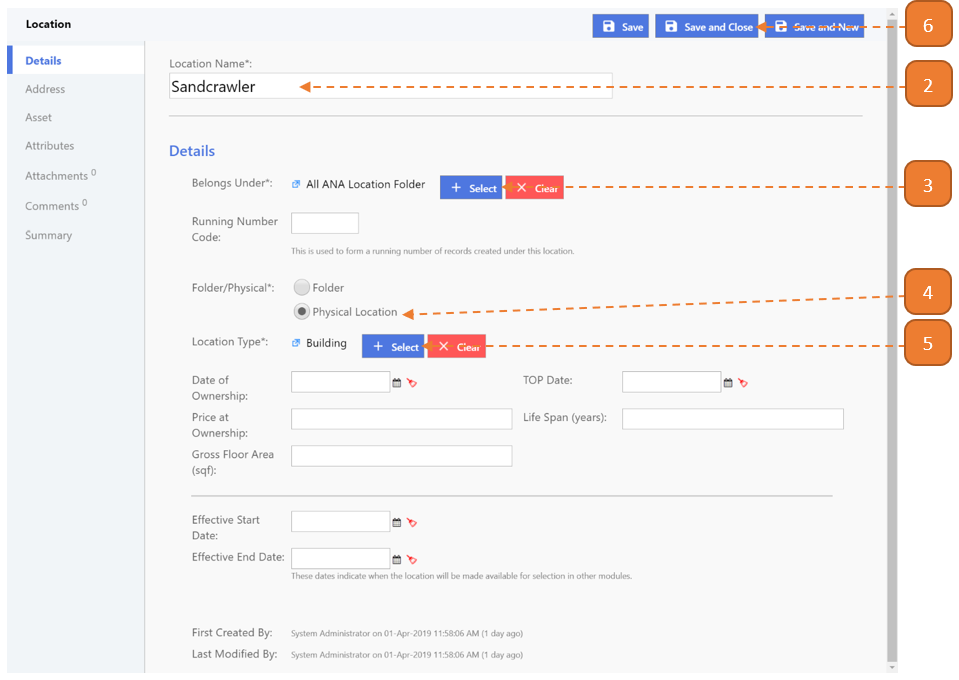 Location
Save
Save and Close
Save and New
6
Details
Address
Asset
Attributes
Attachments 0
Comments 0
Summary
Location Name*:
Sandcrawler
2
Details
Belongs Under*:
All ANA Location Folder
Select
Clear
3
Running Number
Code:
This is used to form a running number of records created under this location.
Folder/Physical*:
Folder
Physical Location
4
Location Type*:
Building
Select
Clear
5
Date of
Ownership:
TOP Date:
Price at
Ownership:
Life Span (years):
Gross Floor Area
(sqf):
Effective Start
Date:
Effective End Date:
These dates indicate when the location will be made available for selection in other modules.
First Created By:
System Administrator on 01-Apr-2019 11:58:06 AM (1 day ago)
Last Modified By:
System Administrator on 01-Apr-2019 11:58:06 AM (1 day ago)